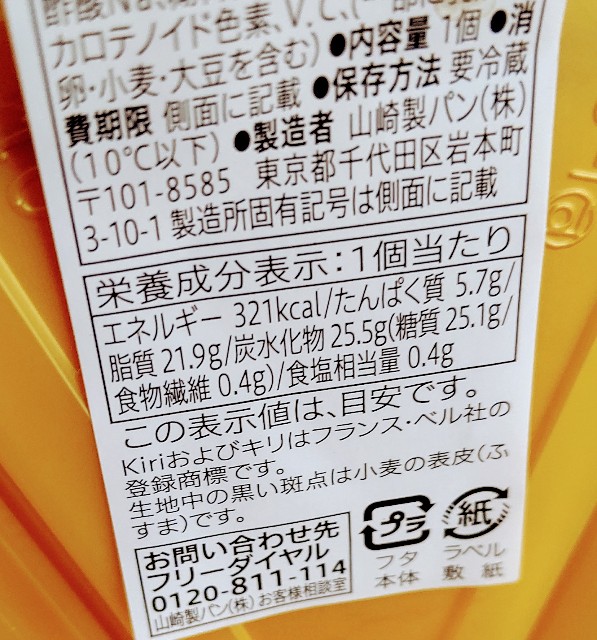 酢酸Na、
カロテノイド色素、V.C、(一部に
卵・小麦・大豆を含む)●内容量 1個●消
費期限 側面に記載 ●保存方法 要冷蔵
(10℃以下) ●製造者 山崎製パン(株)
〒101-8585 東京都千代田区岩本町
3-10-1 製造所固有記号は側面に記載
栄養成分表示:1個当たり
エネルギー 321kcal/たんぱく質 5.7g/
脂質 21.9g/炭水化物 25.5g(糖質 25.1g/
食物繊維 0.4g)/食塩相当量 0.4g
この表示値は、目安です。
Kiriおよびキリはフランス・ベル社の
登録商標です。
生地中の黒い斑点は小麦の表皮(ふ
すま)です。
お問い合わせ先
フリーダイヤル
0120-811-114
山崎製パン(株)お客様相談室
プラ
フタ
本体
紙
ラベル
敷紙